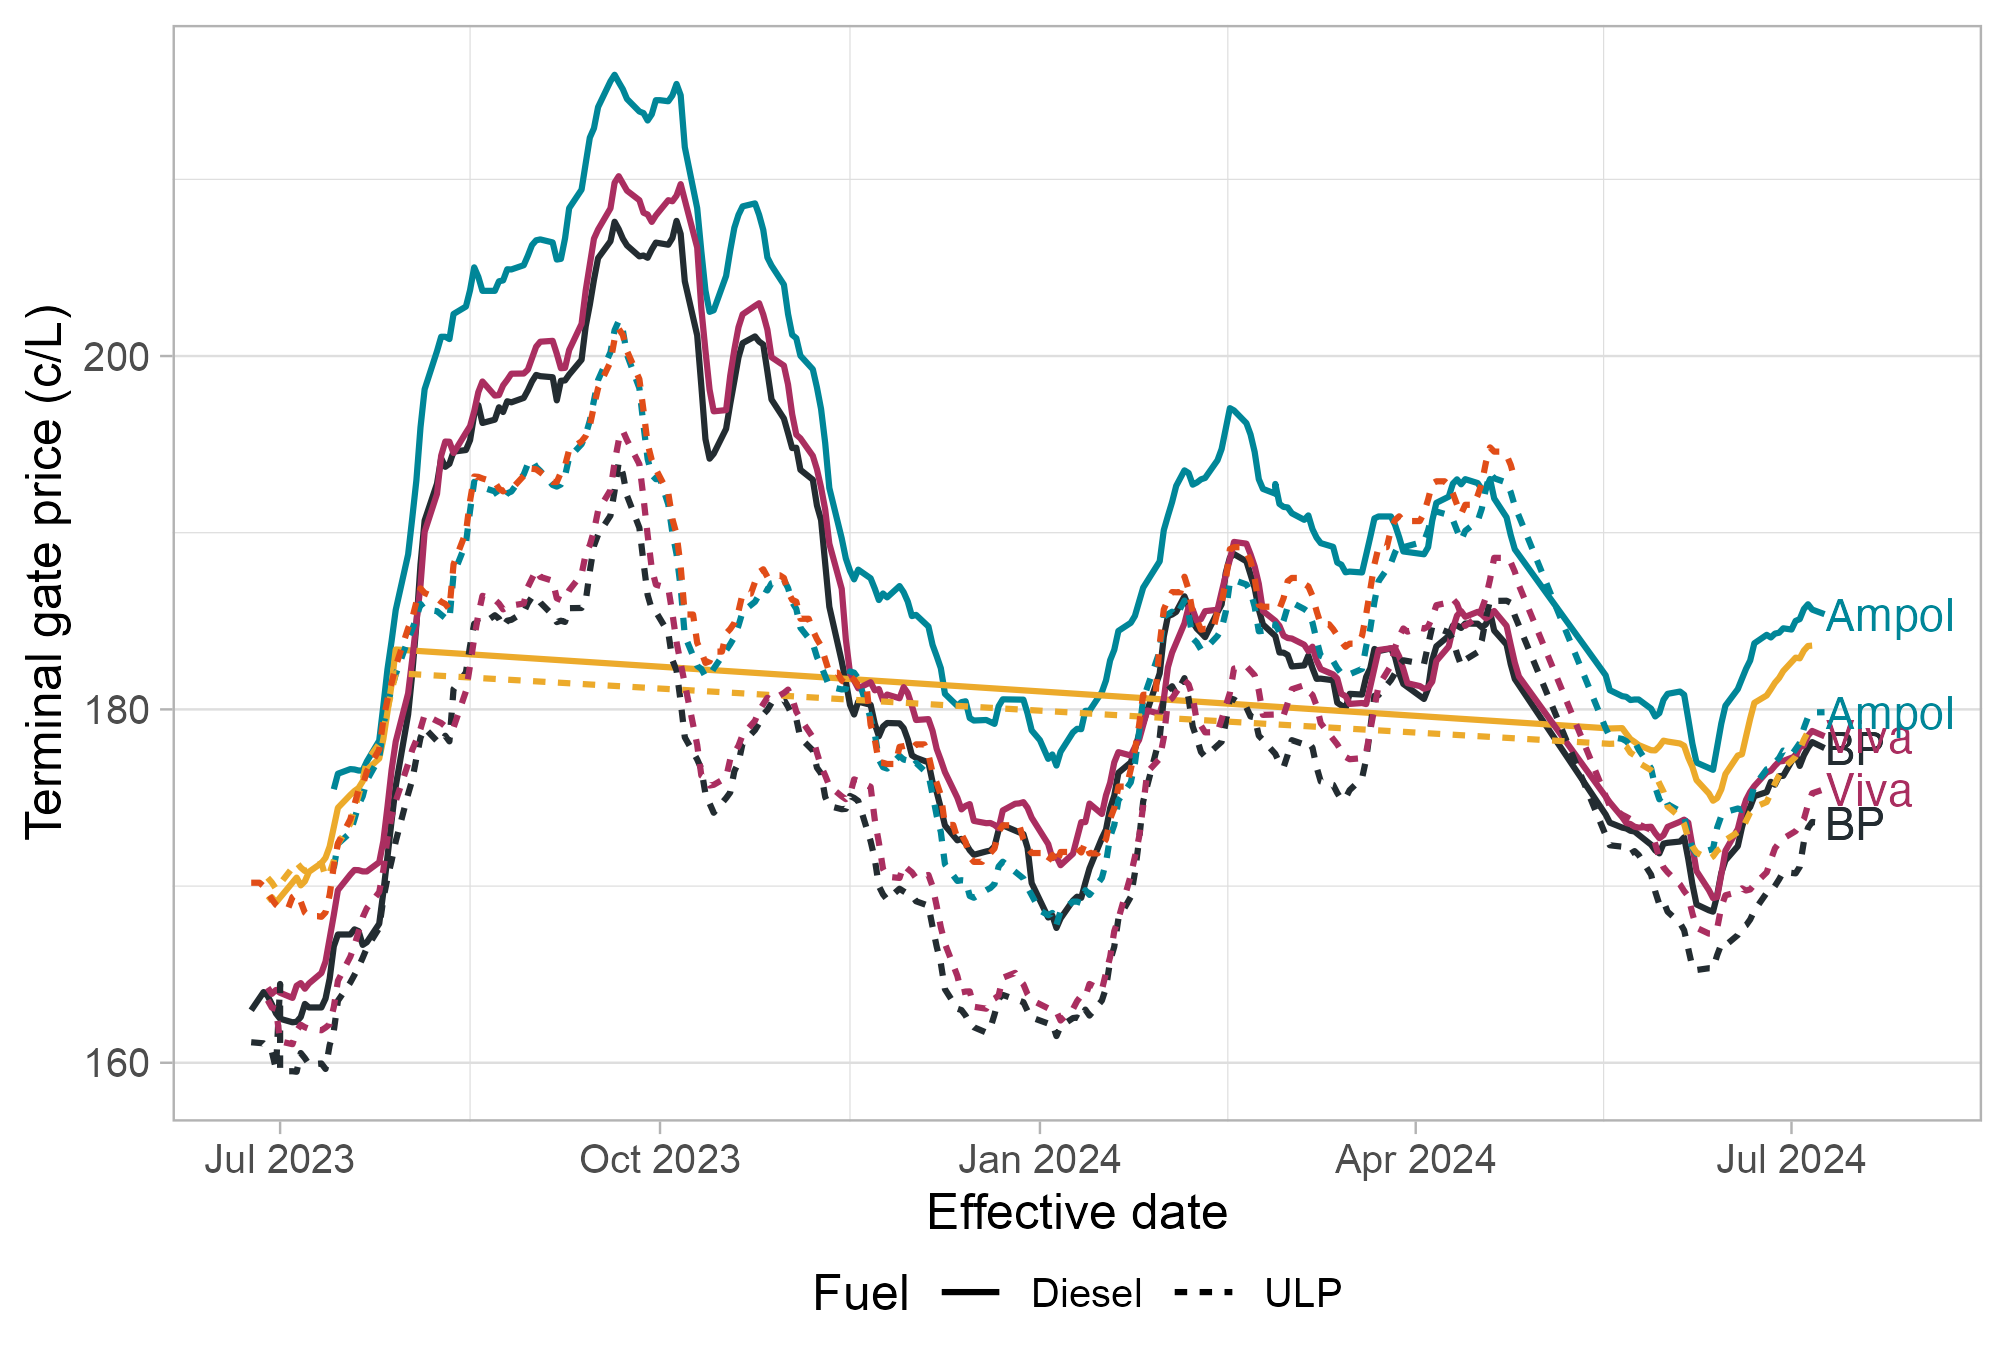 Terminal gate price (c/L)
200
180
160
Ampol
Ampol
Viva
BP
Viva
BP
Jul 2023
Oct 2023
Jan 2024
Apr 2024
Jul 2024
Effective date
Fuel Diesel ULP